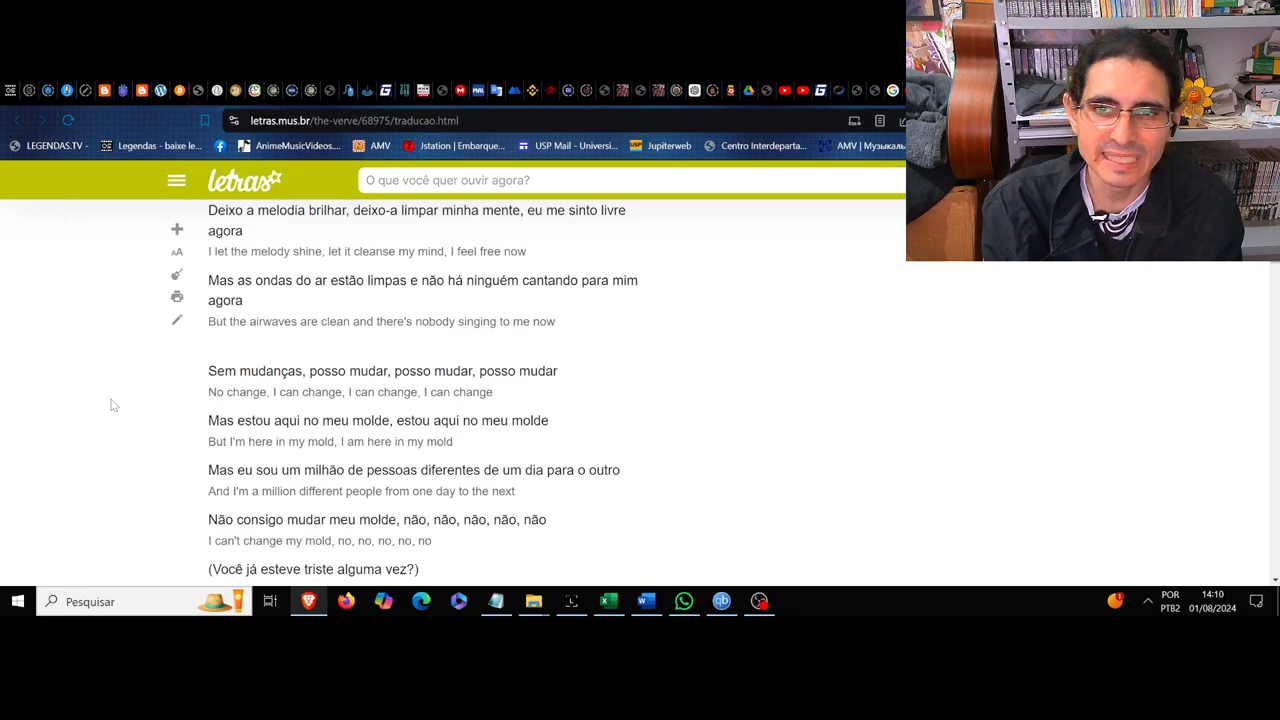 letras.mus.br/the-verve/68975/traducao.html
LEGENDAS.TV -
Legendas - baixe le...
AnimeMusicVideos....
AMV
Jstation | Embarque...
USP Mail - Universi...
Jupiterweb
Centro Interdeparta...
AMV | Музыкаль
letras
O que você quer ouvir agora?
Deixo a melodia brilhar, deixo-a limpar minha mente, eu me sinto livre
agora
I let the melody shine, let it cleanse my mind, I feel free now
Mas as ondas do ar estão limpas e não há ninguém cantando para mim
agora
But the airwaves are clean and there's nobody singing to me now
Sem mudanças, posso mudar, posso mudar, posso mudar
No change, I can change, I can change, I can change
Mas estou aqui no meu molde, estou aqui no meu molde
But I'm here in my mold, I am here in my mold
Mas eu sou um milhão de pessoas diferentes de um dia para o outro
And I'm a million different people from one day to the next
Não consigo mudar meu molde, não, não, não, não, não
I can't change my mold, no, no, no, no, no
(Você já esteve triste alguma vez?)
Pesquisar
POR
PTB2
14:10
01/08/2024